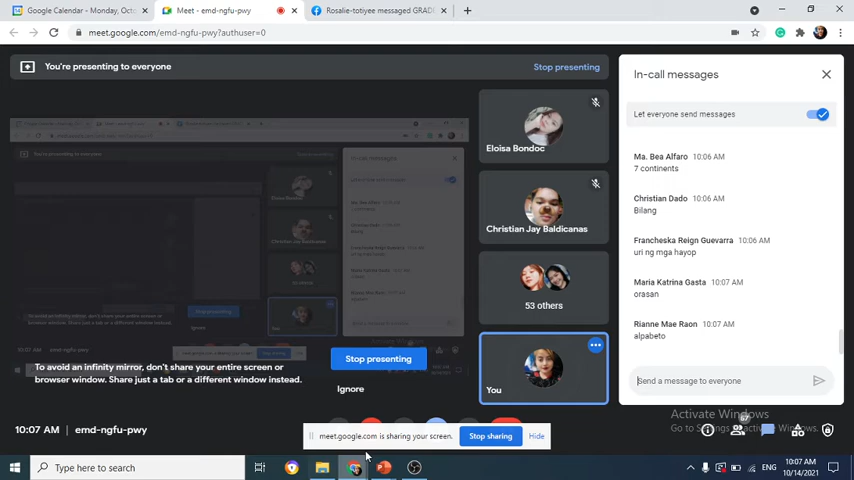 Google Calendar - Monday, Octo
Meet - emd-ngfu-pwy
Rosalie-totiyee messaged GRADE
meet.google.com/emd-ngfu-pwy?authuser=0
You're presenting to everyone
Stop presenting
In-call messages
Let everyone send messages
Eloisa Bondoc
Christian Jay Baldicanas
53 others
You
Ma. Bea Alfaro 10:06 AM
7 continents
Christian Dado 10:06 AM
Bilang
Francheska Reign Guevarra 10:06 AM
uri ng mga hayop
Maria Katrina Gasta 10:07 AM
orasan
Rianne Mae Raon 10:07 AM
alpabeto
Send a message to everyone
To avoid an infinity mirror, don't share your entire screen or
browser window. Share just a tab or a different window instead.
Stop presenting
Ignore
Activate Windows
10:07 AM
emd-ngfu-pwy
meet.google.com is sharing your screen.
Stop sharing
Hide
Type here to search
ENG
10:07 AM
10/14/2021